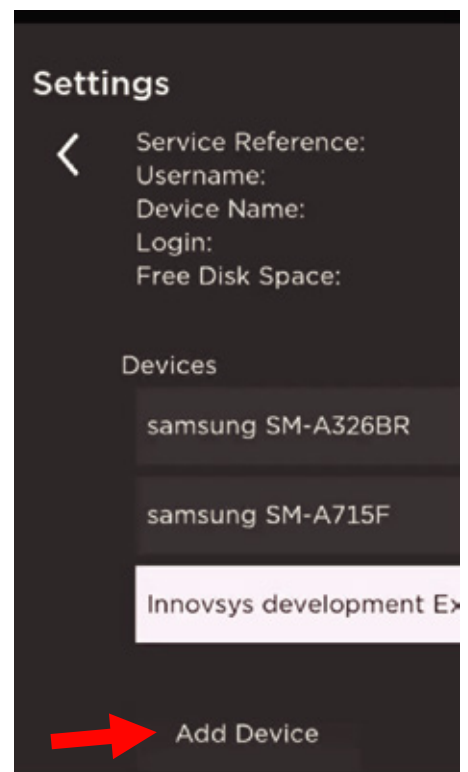 Settings
Service Reference:
Username:
Device Name:
Login:
Free Disk Space:
Devices
samsung SM-A326BR
samsung SM-A715F
Innovsys development Ex
Add Device